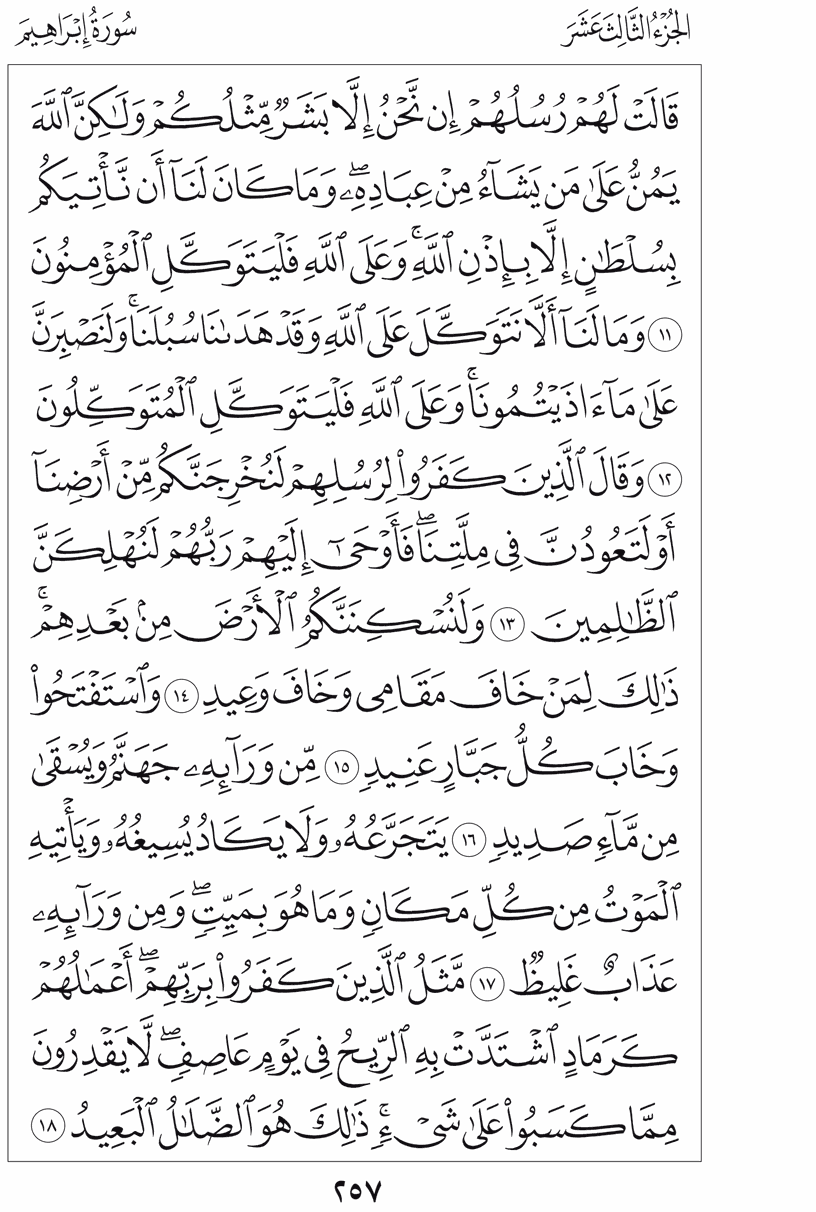 الجُزْءُ الثَّالِثَ عَشَرَ
سُورَةُ إِبْرَاهِيمَ
قَالَتْ لَهُمْ رُسُلُهُمْ إِن نَّحْنُ إِلَّا بَشَرٌ مِّثْلُكُمْ وَلَٰكِنَّ ٱللَّهَ
يَمُنُّ عَلَىٰ مَن يَشَآءُ مِنْ عِبَادِهِۦۖ وَمَا كَانَ لَنَآ أَن نَّأْتِيَكُم
بِسُلْطَٰنٍ إِلَّا بِإِذْنِ ٱللَّهِۚ وَعَلَى ٱللَّهِ فَلْيَتَوَكَّلِ ٱلْمُؤْمِنُونَ
١١ وَمَا لَنَآ أَلَّا نَتَوَكَّلَ عَلَى ٱللَّهِ وَقَدْ هَدَىٰنَا سُبُلَنَاۚ وَلَنَصْبِرَنَّ
عَلَىٰ مَآ ءَاذَيْتُمُونَاۚ وَعَلَى ٱللَّهِ فَلْيَتَوَكَّلِ ٱلْمُتَوَكِّلُونَ
١٢ وَقَالَ ٱلَّذِينَ كَفَرُوا۟ لِرُسُلِهِمْ لَنُخْرِجَنَّكُم مِّنْ أَرْضِنَآ
أَوْ لَتَعُودُنَّ فِى مِلَّتِنَاۖ فَأَوْحَىٰٓ إِلَيْهِمْ رَبُّهُمْ لَنُهْلِكَنَّ
ٱلظَّٰلِمِينَ ١٣ وَلَنُسْكِنَنَّكُمُ ٱلْأَرْضَ مِنۢ بَعْدِهِمْۚ
ذَٰلِكَ لِمَنْ خَافَ مَقَامِى وَخَافَ وَعِيدِ ١٤ وَٱسْتَفْتَحُوا۟
وَخَابَ كُلُّ جَبَّارٍ عَنِيدٍ ١٥ مِّن وَرَآئِهِۦ جَهَنَّمُ وَيُسْقَىٰ
مِن مَّآءٍ صَدِيدٍ ١٦ يَتَجَرَّعُهُۥ وَلَا يَكَادُ يُسِيغُهُۥ وَيَأْتِيهِ
ٱلْمَوْتُ مِن كُلِّ مَكَانٍ وَمَا هُوَ بِمَيِّتٍۖ وَمِن وَرَآئِهِۦ
عَذَابٌ غَلِيظٌ ١٧ مَّثَلُ ٱلَّذِينَ كَفَرُوا۟ بِرَبِّهِمْۖ أَعْمَٰلُهُمْ
كَرَمَادٍ ٱشْتَدَّتْ بِهِ ٱلرِّيحُ فِى يَوْمٍ عَاصِفٍۖ لَّا يَقْدِرُونَ
مِمَّا كَسَبُوا۟ عَلَىٰ شَىْءٍۚ ذَٰلِكَ هُوَ ٱلضَّلَٰلُ ٱلْبَعِيدُ ١٨
٢٥٧